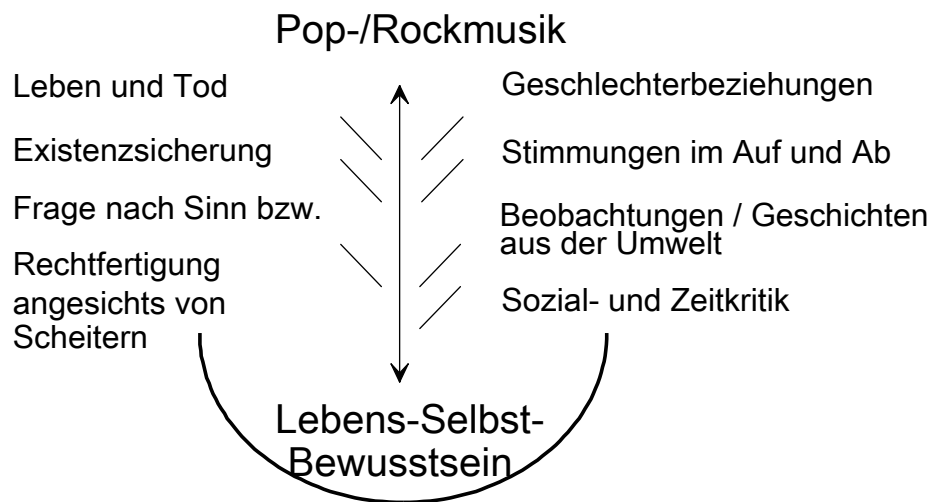 Pop-/Rockmusik
Leben und Tod
Existenzsicherung
Frage nach Sinn bzw.
Rechtfertigung
angesichts von
Scheitern
Geschlechterbeziehungen
Stimmungen im Auf und Ab
Beobachtungen / Geschichten
aus der Umwelt
Sozial- und Zeitkritik
Lebens-Selbst-
Bewusstsein